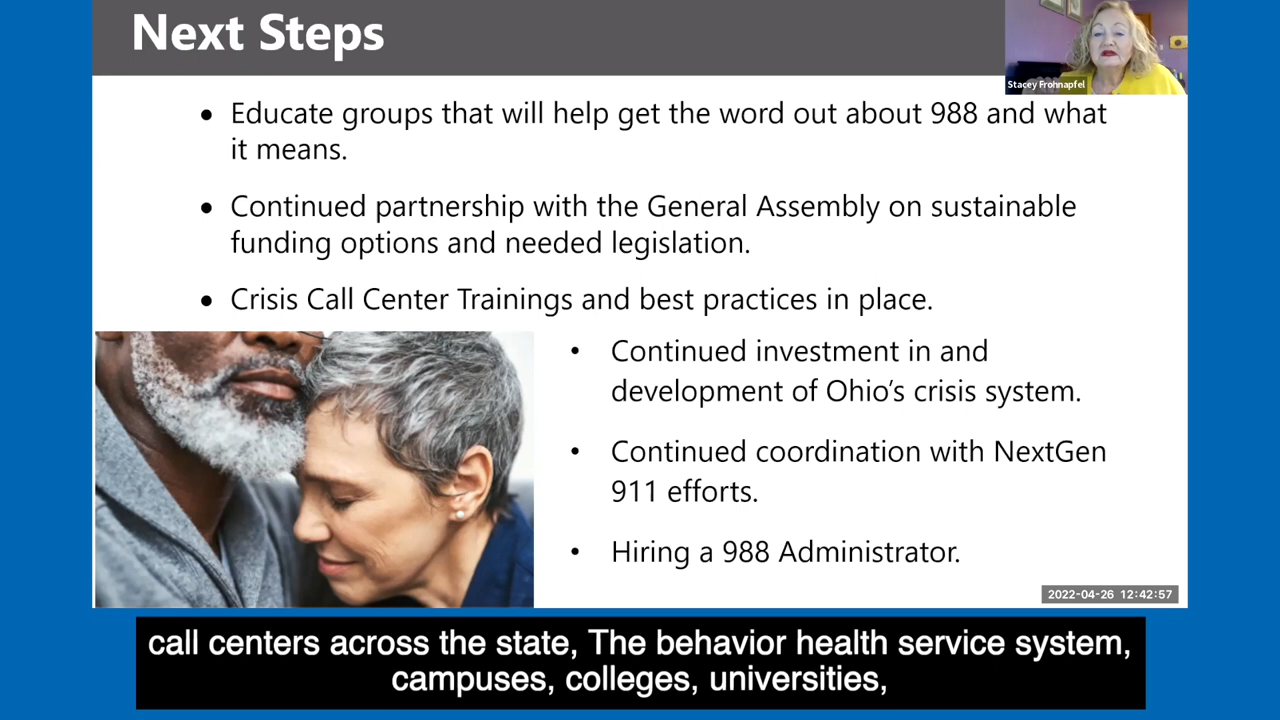 Next Steps
Stacey Frohnapfel
• Educate groups that will help get the word out about 988 and what
it means.
• Continued partnership with the General Assembly on sustainable
funding options and needed legislation.
• Crisis Call Center Trainings and best practices in place.
• Continued investment in and
development of Ohio’s crisis system.
• Continued coordination with NextGen
911 efforts.
• Hiring a 988 Administrator.
2022-04-26 12:42:57
call centers across the state, The behavior health service system,
campuses, colleges, universities,